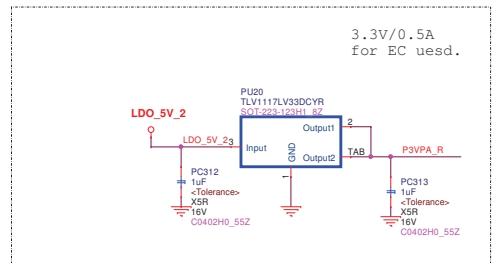 3.3V/0.5A
for EC uesd.
PU20
TLV1117LV33DCYR
SOT-223-123H1_8Z
LDO_5V_2
LDO_5V_2
3
Input
GND
1
Output1
2
Output2
TAB
P3VPA_R
PC312
1uF
<Tolerance>
X5R
16V
C0402H0_55Z
PC313
1uF
<Tolerance>
X5R
16V
C0402H0_55Z